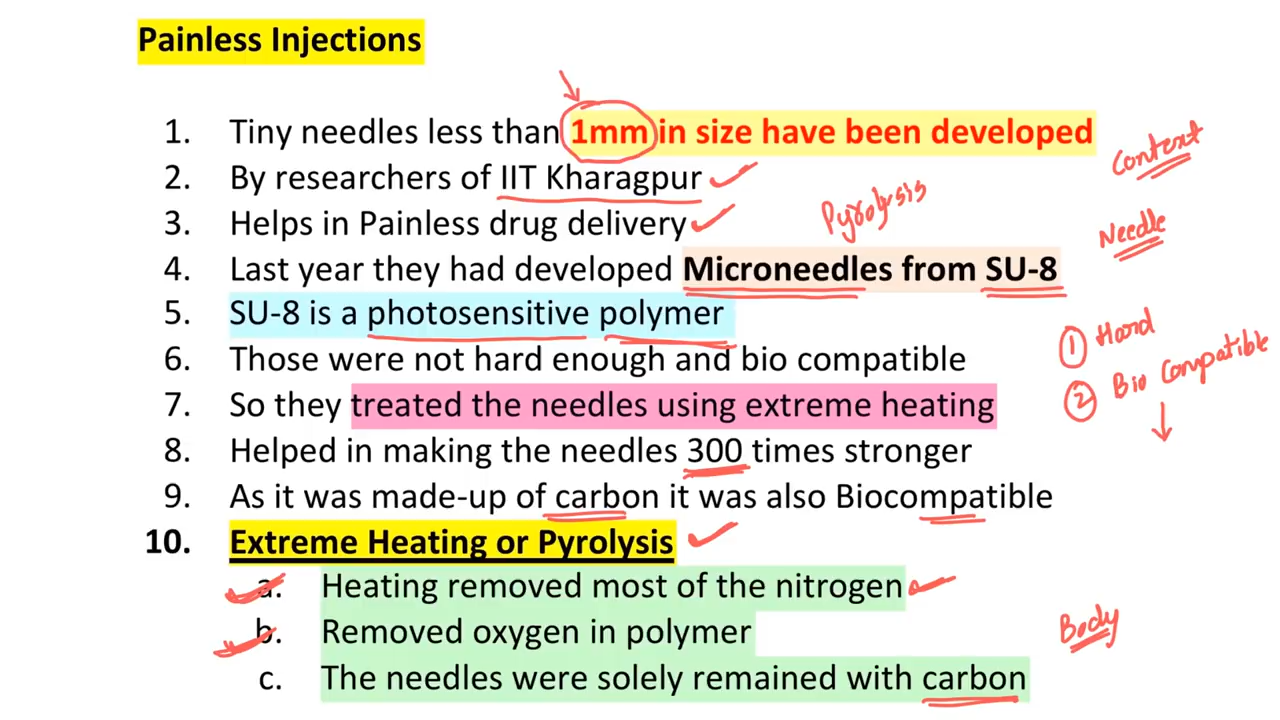 Painless Injections
1. Tiny needles less than 1mm in size have been developed
Context
2. By researchers of IIT Kharagpur
Pyrolysis
3. Helps in Painless drug delivery
Needle
4. Last year they had developed Microneedles from SU-8
5. SU-8 is a photosensitive polymer
1 Hard
6. Those were not hard enough and bio compatible
2 Bio Compatible
7. So they treated the needles using extreme heating
8. Helped in making the needles 300 times stronger
9. As it was made-up of carbon it was also Biocompatible
10. Extreme Heating or Pyrolysis
a. Heating removed most of the nitrogen
b. Removed oxygen in polymer
Body
c. The needles were solely remained with carbon